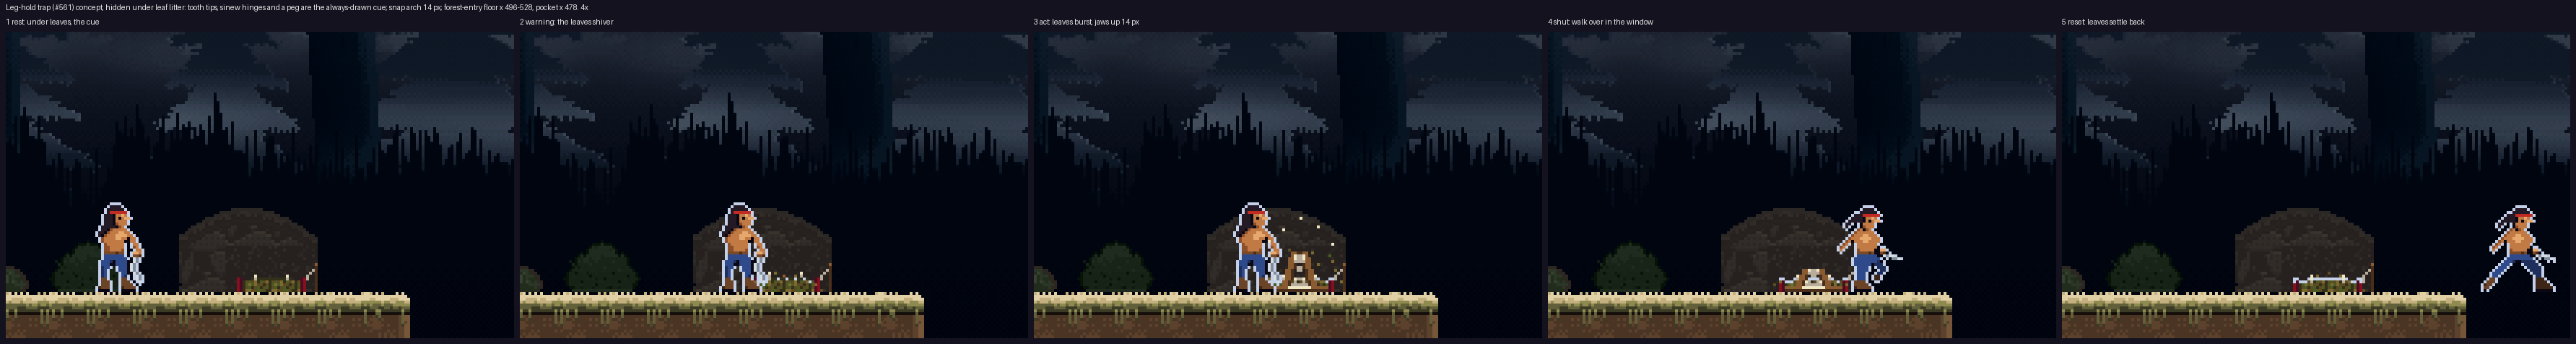 Leg-hold trap (#561) concept, hidden under leaf litter: tooth tips, sinew hinges and a peg are the always-drawn cue; snap arch 14 px; forest-entry floor x 496-528, pocket x 478. 4x
1 rest: under leaves, the cue
2 warning: the leaves shiver
3 act: leaves burst, jaws up 14 px
4 shut: walk over in the window
5 reset: leaves settle back